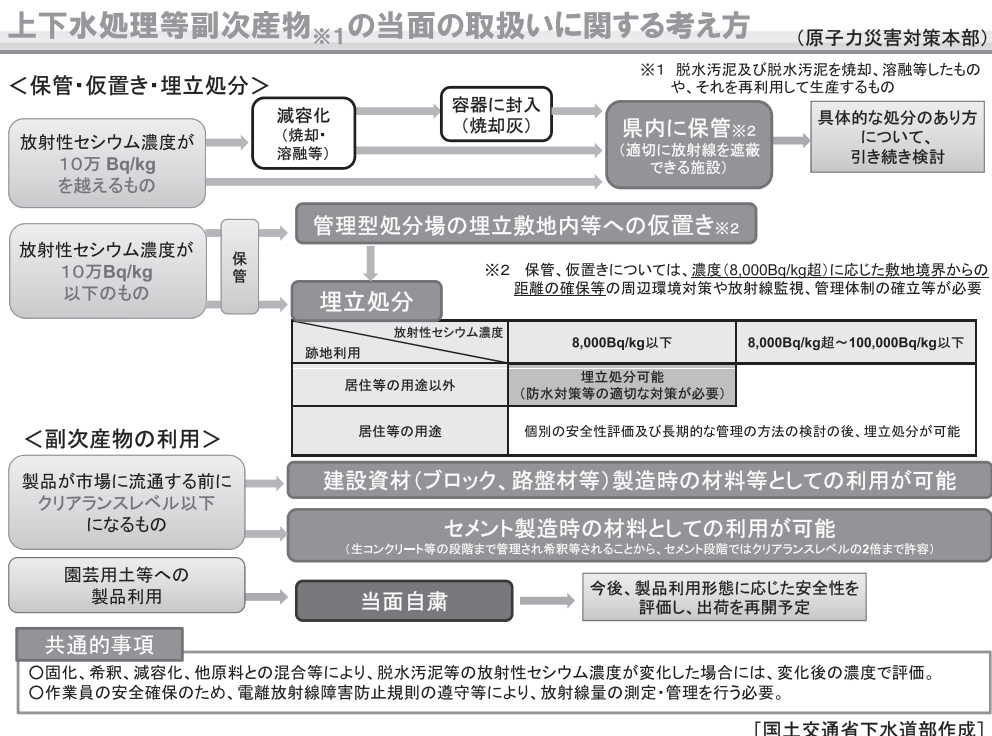 上下水処理等副次産物※1の当面の取扱いに関する考え方
(原子力災害対策本部)
※1 脱水汚泥及び脱水汚泥を焼却、溶融等したもの
や、それを再利用して生産するもの
＜保管・仮置き・埋立処分＞
放射性セシウム濃度が
10万 Bq/kg
を越えるもの
減容化
(焼却・
溶融等)
容器に封入
(焼却灰)
県内に保管※2
(適切に放射線を遮蔽
できる施設)
具体的な処分のあり方
について、
引き続き検討
放射性セシウム濃度が
10万Bq/kg
以下のもの
保
管
管理型処分場の埋立敷地内等への仮置き※2
※2 保管、仮置きについては、濃度(8,000Bq/kg超)に応じた敷地境界からの
距離の確保等の周辺環境対策や放射線監視、管理体制の確立等が必要
埋立処分
放射性セシウム濃度
跡地利用
8,000Bq/kg以下
8,000Bq/kg超～100,000Bq/kg以下
居住等の用途以外
埋立処分可能
(防水対策等の適切な対策が必要)
居住等の用途
個別の安全性評価及び長期的な管理の方法の検討の後、埋立処分が可能
＜副次産物の利用＞
製品が市場に流通する前に
クリアランスレベル以下
になるもの
建設資材(ブロック、路盤材等)製造時の材料等としての利用が可能
セメント製造時の材料としての利用が可能
(生コンクリート等の段階まで管理され希釈等されることから、セメント段階ではクリアランスレベルの2倍まで許容)
園芸用土等への
製品利用
当面自粛
今後、製品利用形態に応じた安全性を
評価し、出荷を再開予定
共通的事項
○固化、希釈、減容化、他原料との混合等により、脱水汚泥等の放射性セシウム濃度が変化した場合には、変化後の濃度で評価。
○作業員の安全確保のため、電離放射線障害防止規則の遵守等により、放射線量の測定・管理を行う必要。
[国土交通省下水道部作成]